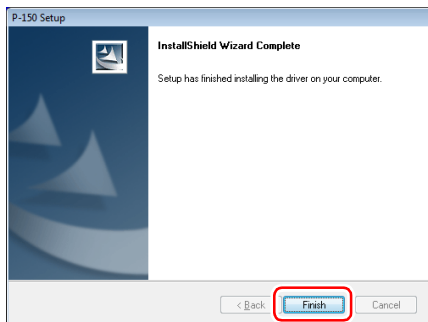 P-150 Setup
InstallShield Wizard Complete
Setup has finished installing the driver on your computer.
< Back Finish Cancel